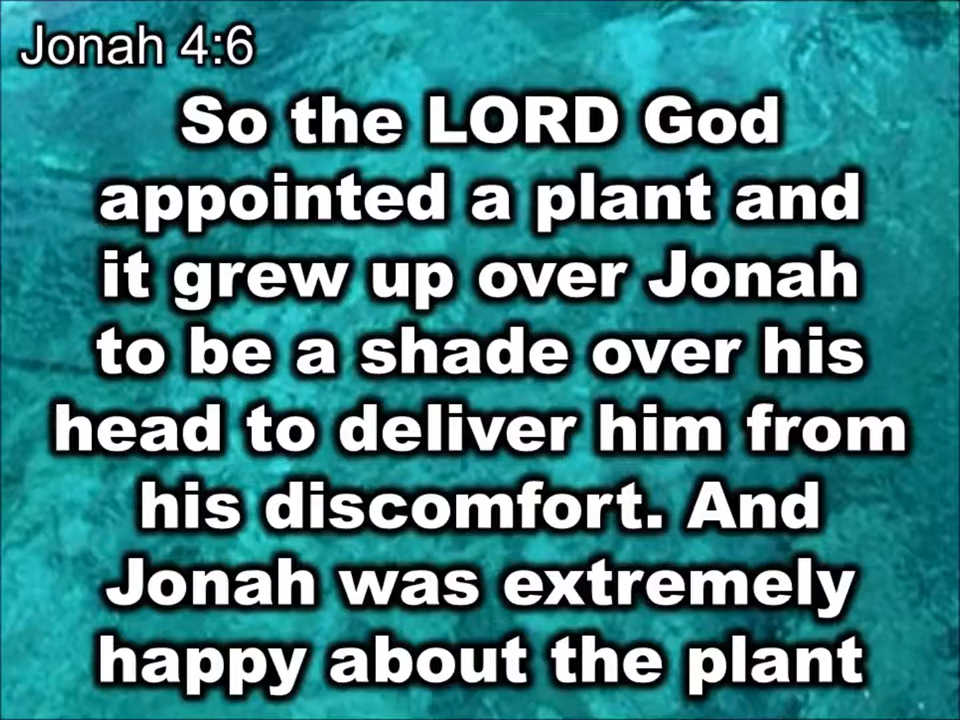 Jonah 4:6
So the LORD God
appointed a plant and
it grew up over Jonah
to be a shade over his
head to deliver him from
his discomfort. And
Jonah was extremely
happy about the plant